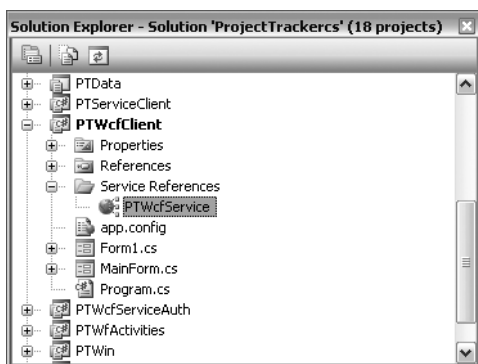 Solution Explorer - Solution 'ProjectTrackercs' (18 projects)
PTData
PTServiceClient
PTWcfClient
Properties
References
Service References
PTWcfService
app.config
Form1.cs
MainForm.cs
Program.cs
PTWcfServiceAuth
PTWfActivities
PTWin